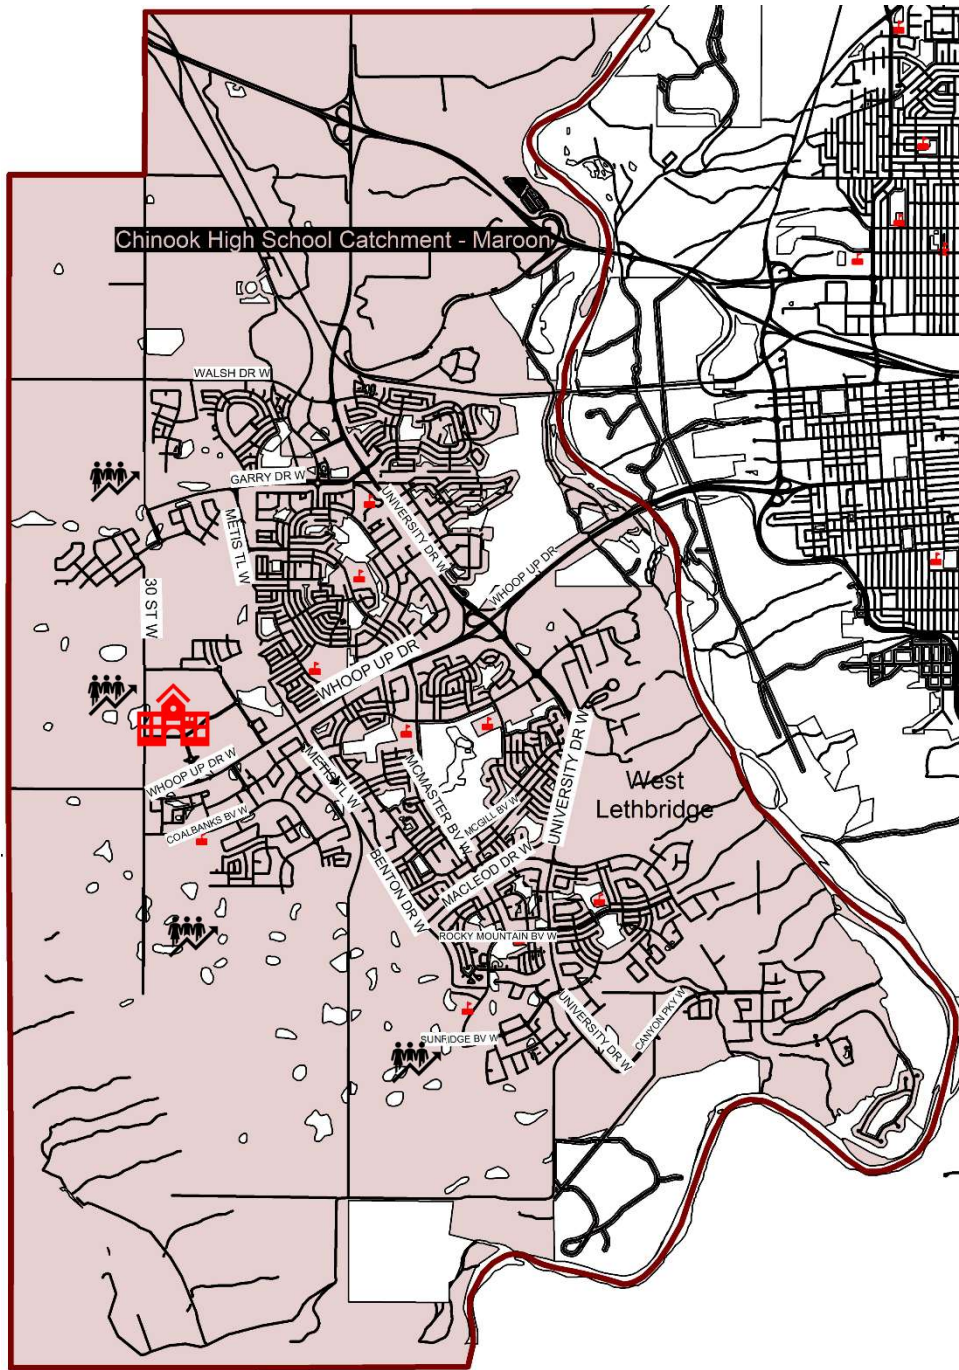 Chinook High School Catchment - Maroon
WALSH DR W
GARRY DR W
UNIVERSITY DR W
METIS TL W
WHOOP UP DR
30 ST W
WHOOP UP DR
UNIVERSITY DR W
METIS TL W
WHOOP UP DR W
West
Lethbridge
MCMASTER BV W
MCGILL BV W
COALBANKS BV W
MACLEOD DR W
BENTON DR W
ROCKY MOUNTAIN BV W
UNIVERSITY DR W
CANYON PKY W
SUNRIDGE BV W